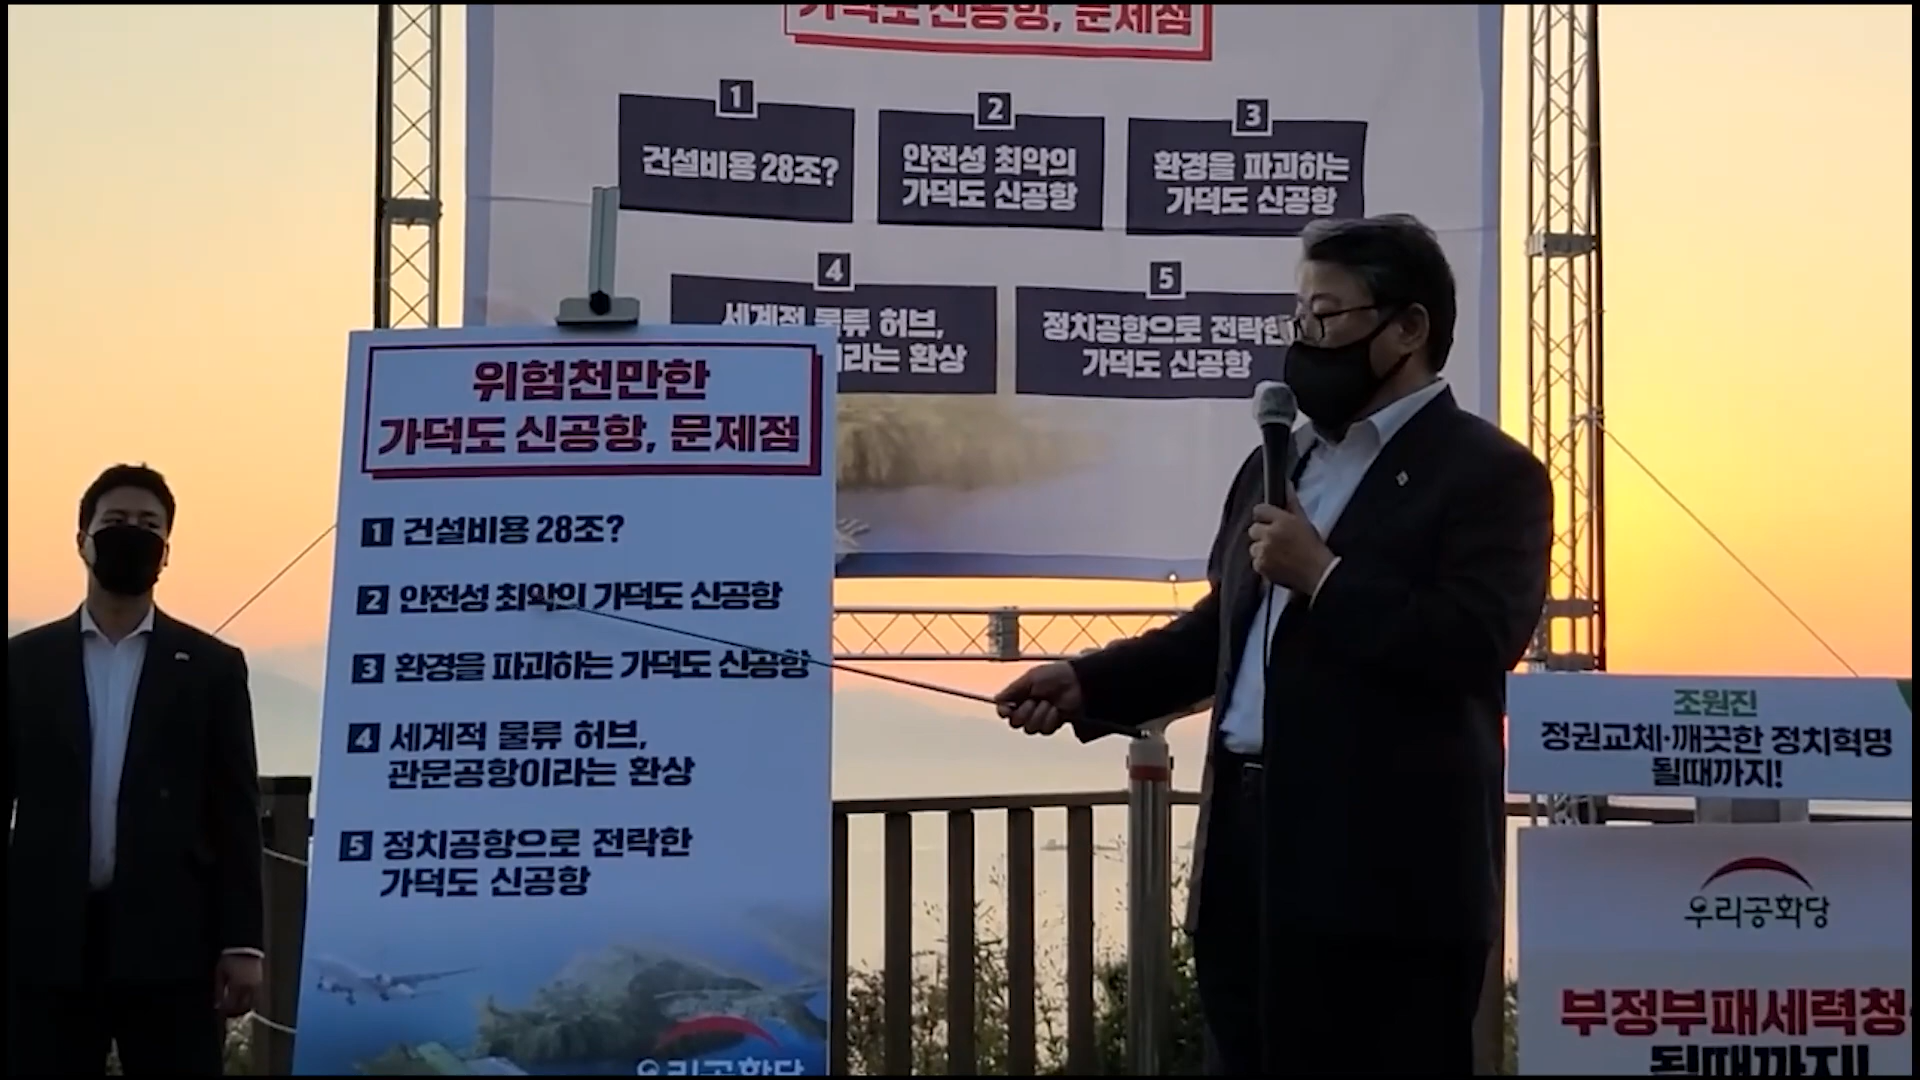 가덕도 신공항, 문제점
1
건설비용 28조?
2
안전성 최악의
가덕도 신공항
3
환경을 파괴하는
가덕도 신공항
4
세계적 물류 허브,
이라는 환상
5
정치공항으로 전락한
가덕도 신공항
위험천만한
가덕도 신공항, 문제점
1 건설비용 28조?
2 안전성 최악의 가덕도 신공항
3 환경을 파괴하는 가덕도 신공항
4 세계적 물류 허브,
관문공항이라는 환상
5 정치공항으로 전락한
가덕도 신공항
우리공화당
조원진
정권교체·깨끗한 정치혁명
될때까지!
우리공화당
부정부패세력청
될때까지!